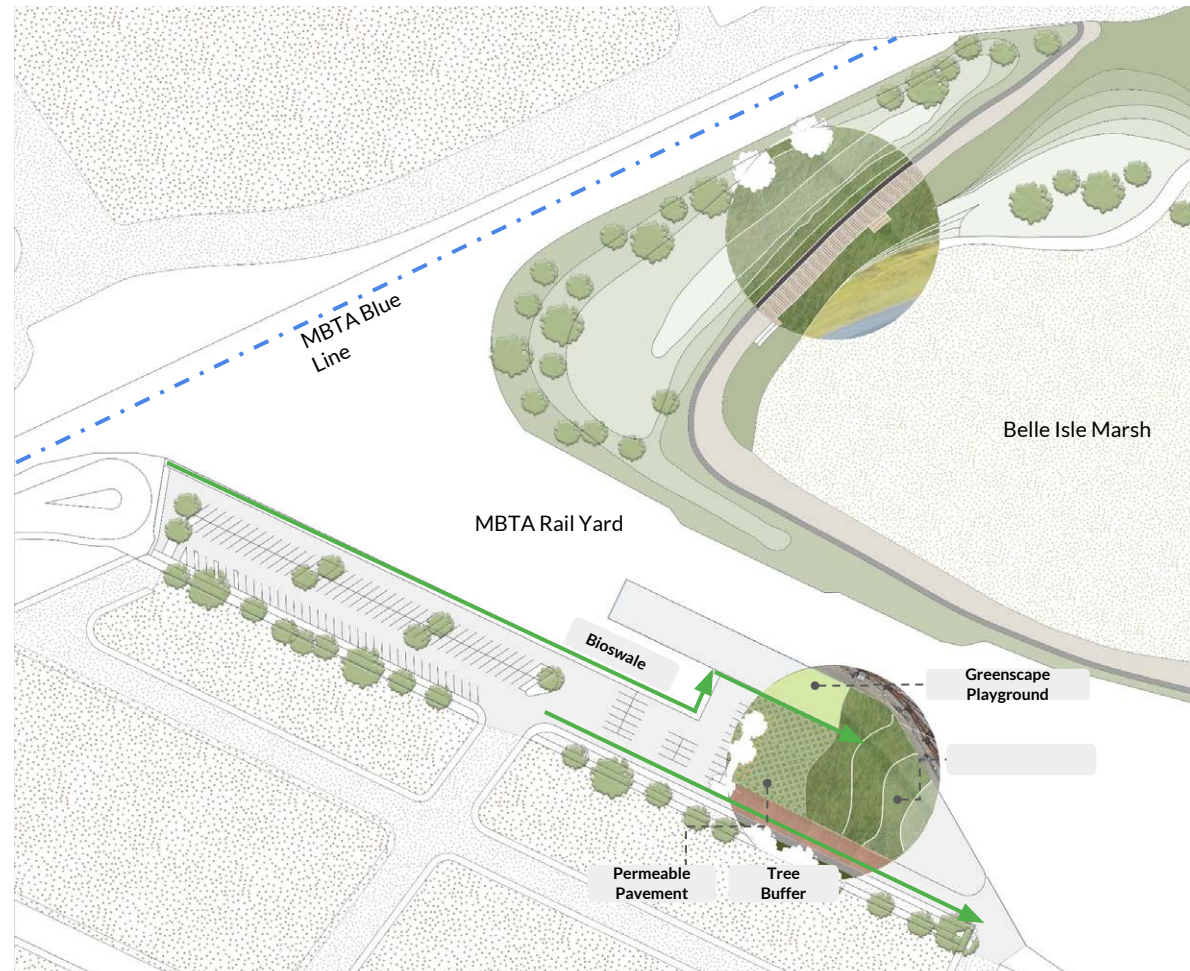 MBTA Blue
Line
Belle Isle Marsh
MBTA Rail Yard
Bioswale
Greenscape
Playground
Permeable
Pavement
Tree
Buffer